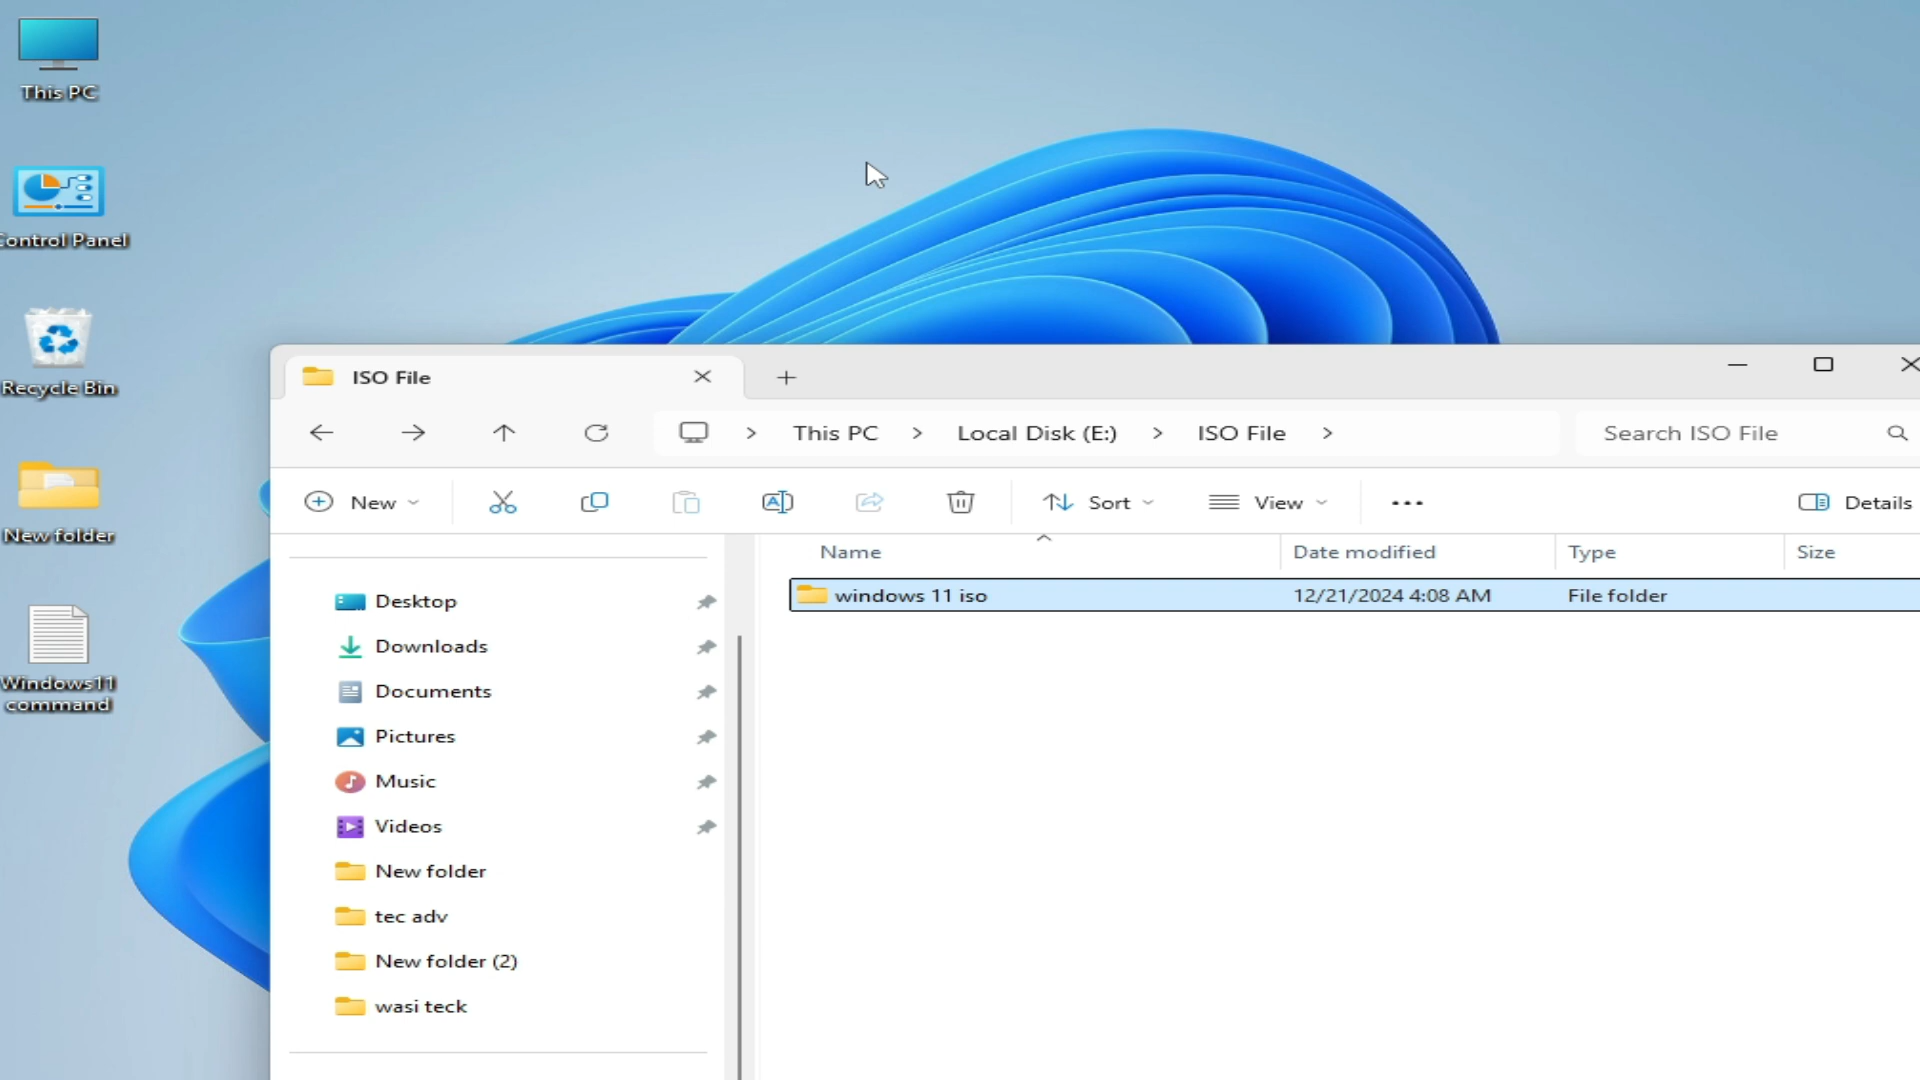 This PC
Control Panel
Recycle Bin
New folder
Windows11
command
ISO File
This PC > Local Disk (E:) > ISO File >
Search ISO File
New
Sort
View
Details
Name
Date modified
Type
Size
windows 11 iso
12/21/2024 4:08 AM
File folder
Desktop
Downloads
Documents
Pictures
Music
Videos
New folder
tec adv
New folder (2)
wasi teck